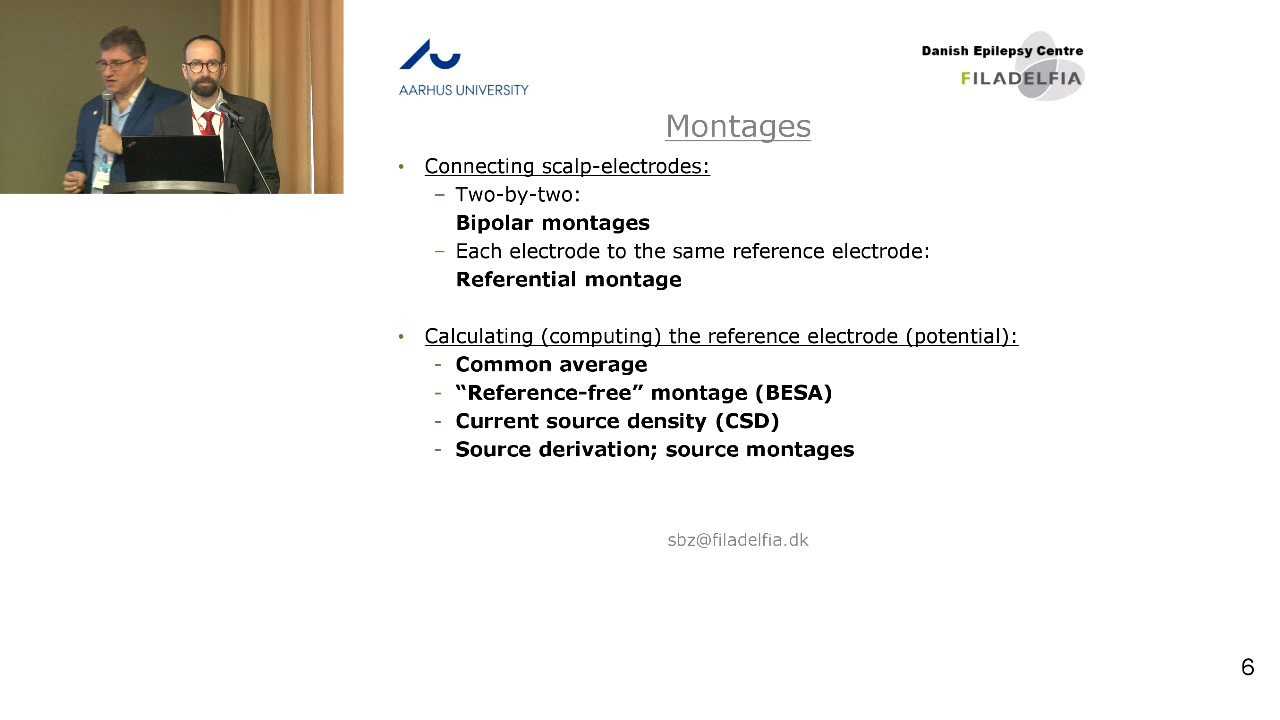 AARHUS UNIVERSITY
Danish Epilepsy Centre
FILADELFIA
Montages
• Connecting scalp-electrodes:
– Two-by-two:
Bipolar montages
– Each electrode to the same reference electrode:
Referential montage
• Calculating (computing) the reference electrode (potential):
- Common average
- “Reference-free” montage (BESA)
- Current source density (CSD)
- Source derivation; source montages
sbz@filadelfia.dk
6